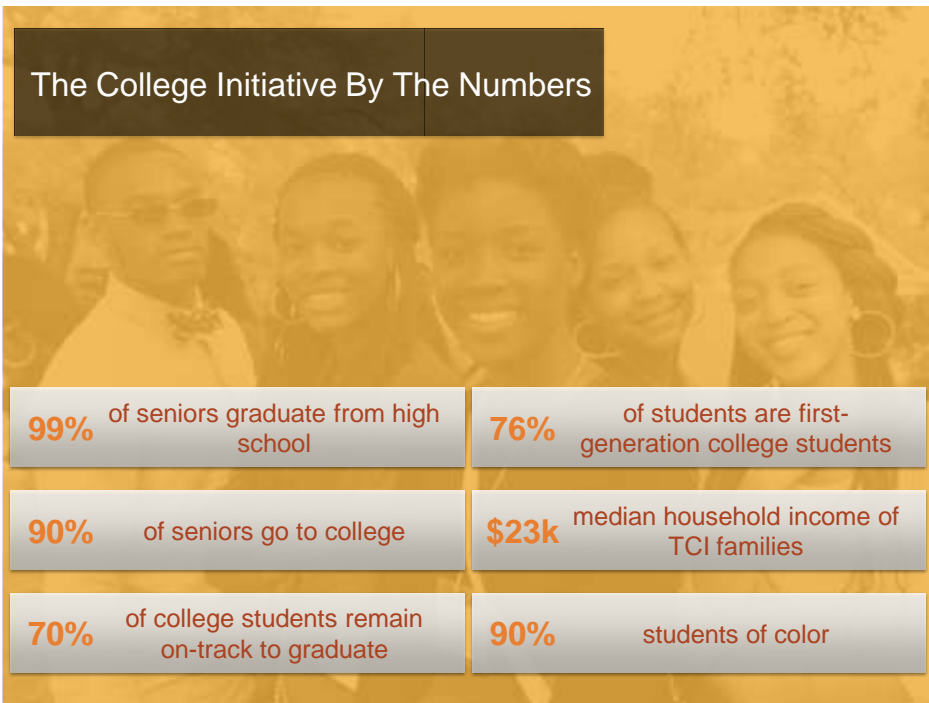 The College Initiative By The Numbers
99%
of seniors graduate from high
school
76%
of students are first-
generation college students
90%
of seniors go to college
$23k
median household income of
TCI families
70%
of college students remain
on-track to graduate
90%
students of color